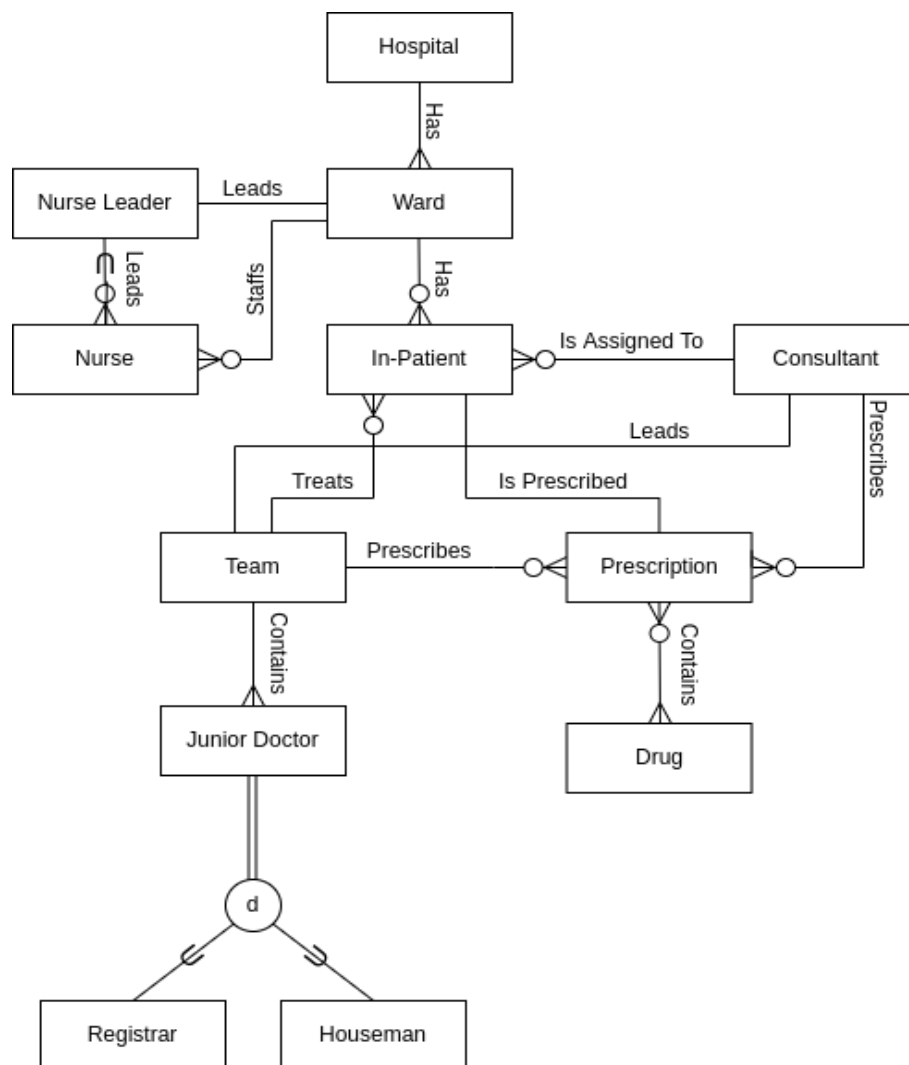 Hospital
Has
Nurse Leader
Leads
Ward
Leads
Staffs
Has
Nurse
In-Patient
Is Assigned To
Consultant
Leads
Prescribes
Treats
Is Prescribed
Team
Prescribes
Prescription
Contains
Contains
Junior Doctor
Drug
d
Registrar
Houseman